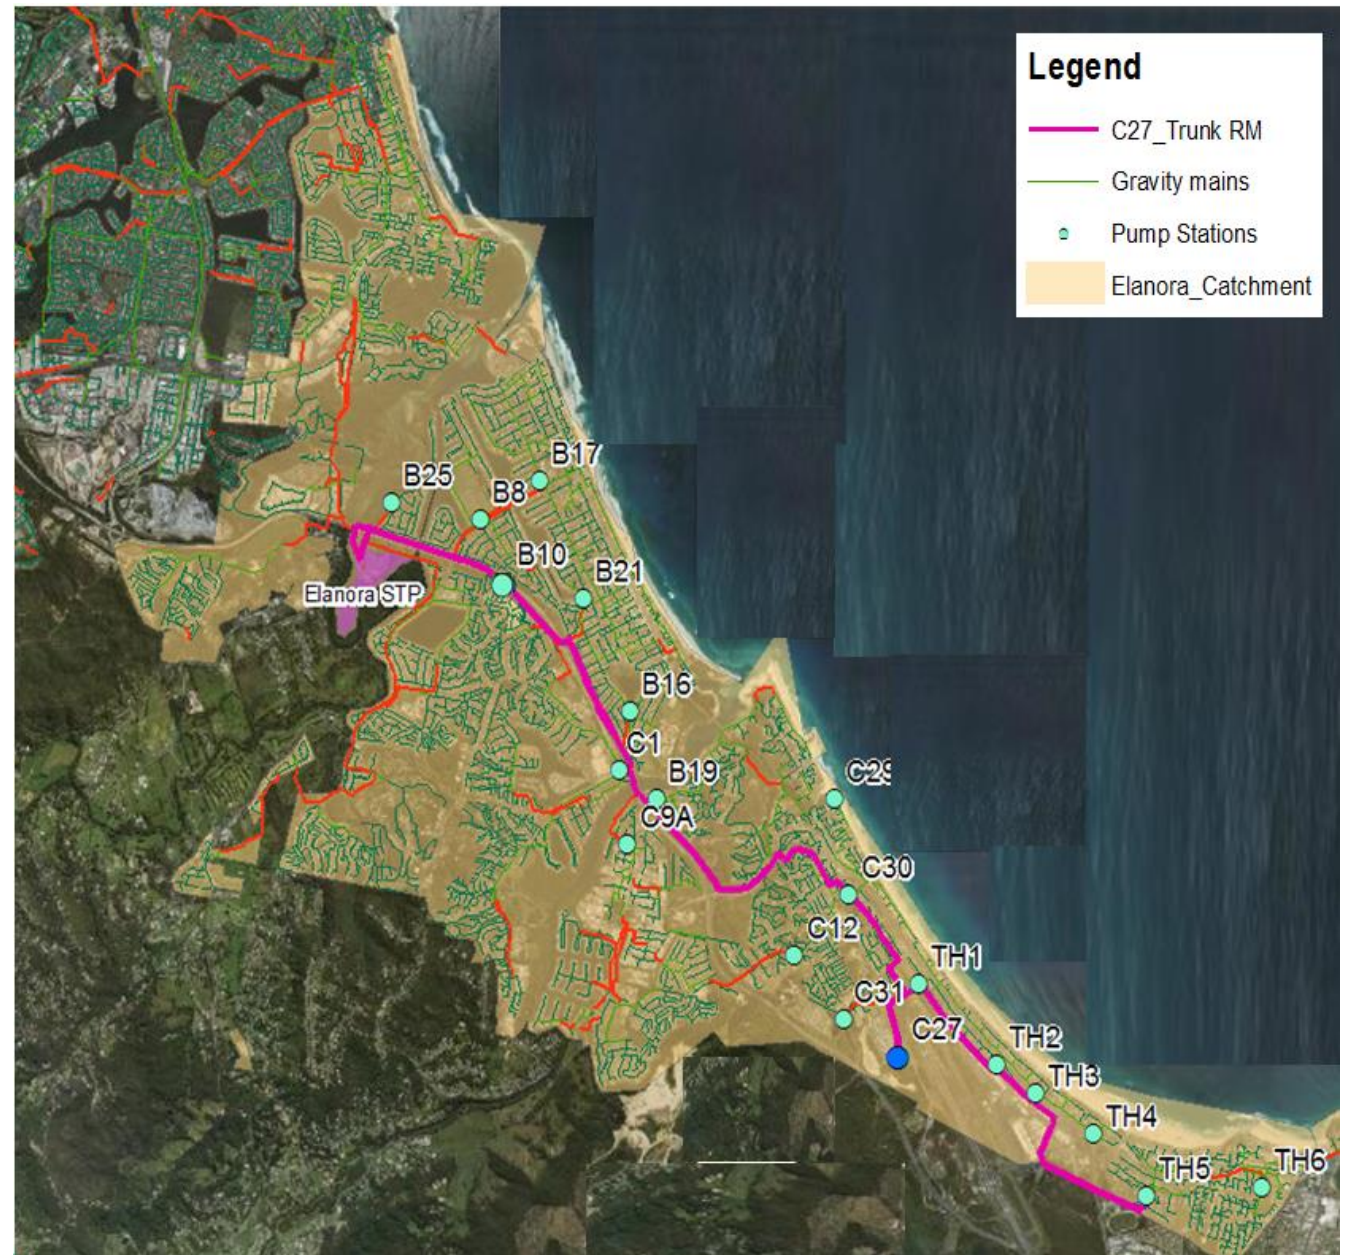 Legend
C27_Trunk RM
Gravity mains
Pump Stations
Elanora_Catchment
B17
B25
B8
B10
B21
Elanora STP
B16
C1
B19
C29
C9A
C30
C12
TH1
C31
C27
TH2
TH3
TH4
TH5
TH6